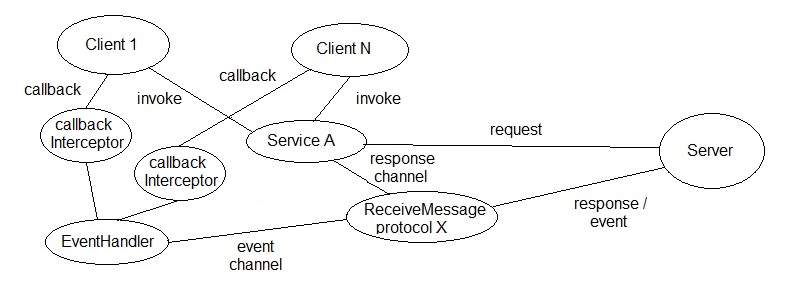 Client 1
Client N
callback
callback
invoke
invoke
callback
Interceptor
callback
Interceptor
Service A
request
Server
response
channel
ReceiveMessage
protocol X
response /
event
EventHandler
event
channel